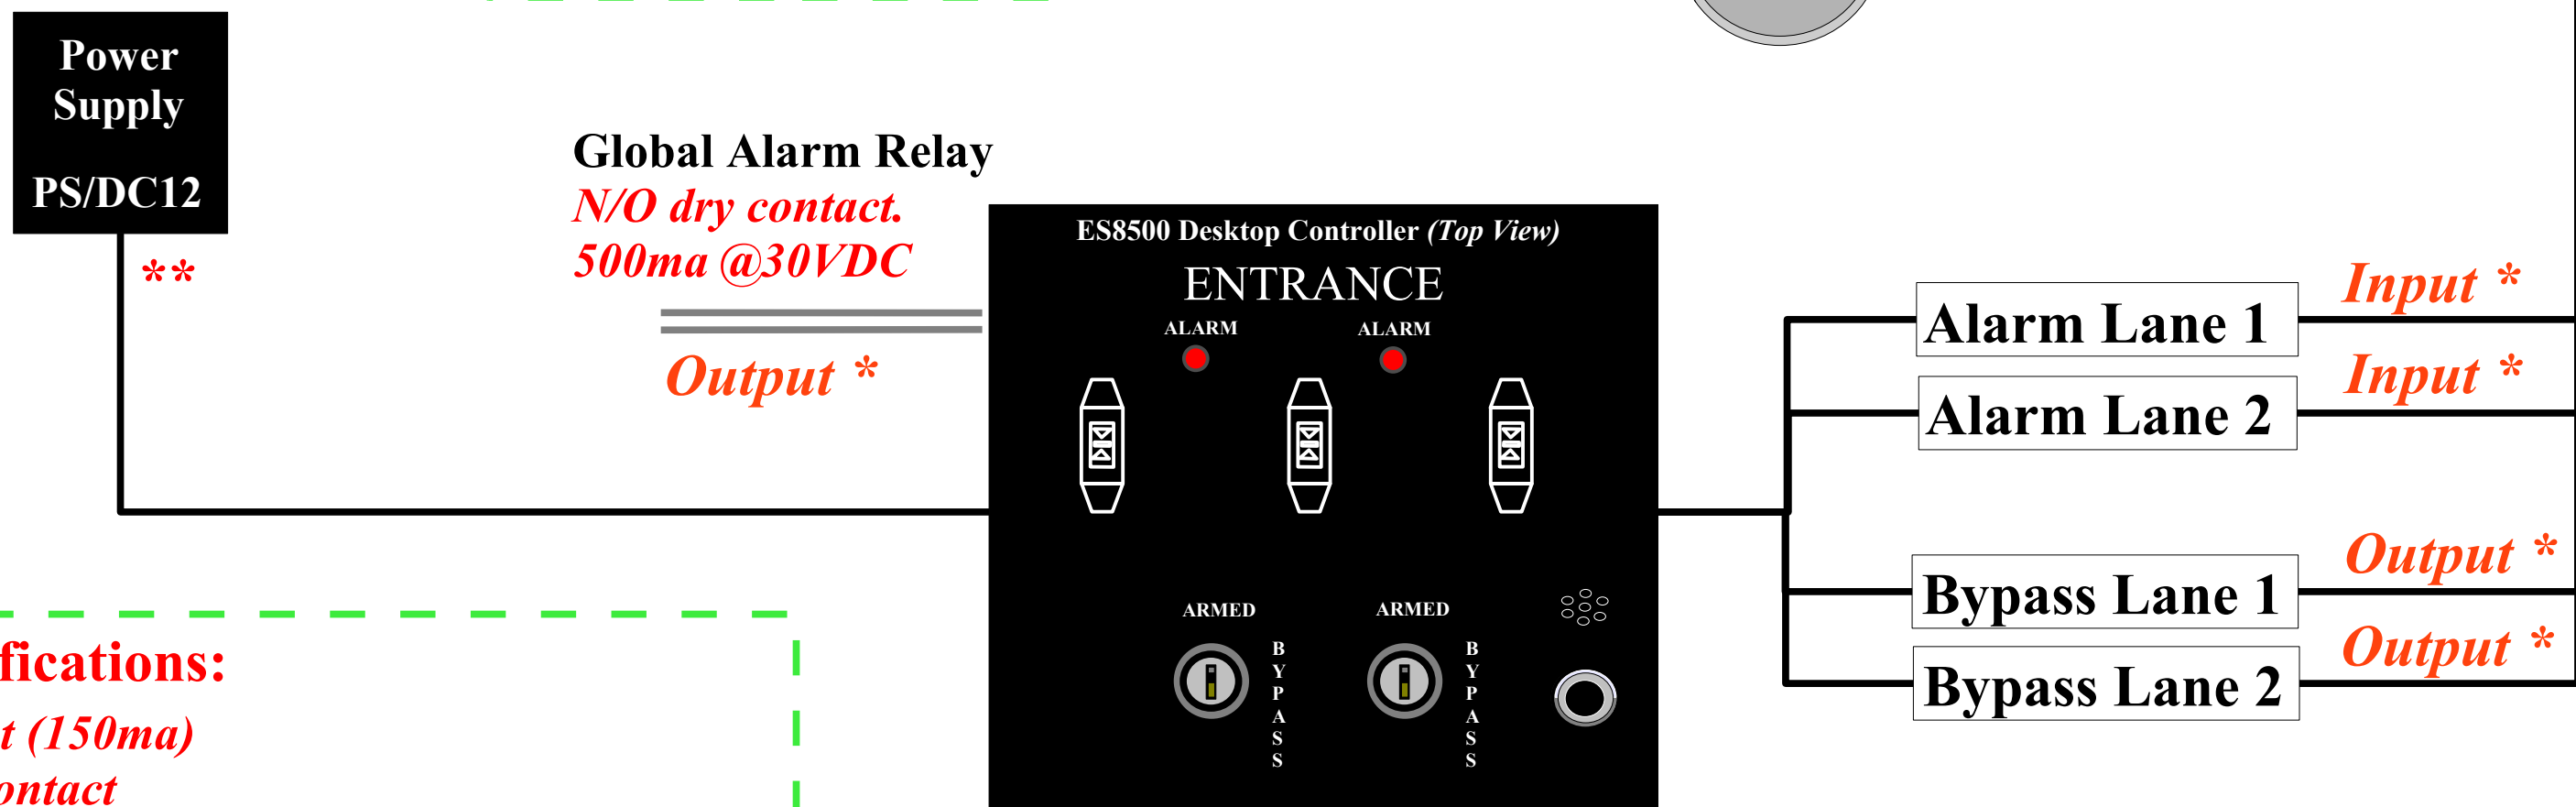 Power
Supply
PS/DC12
**
Global Alarm Relay
N/O dry contact.
500ma @30VDC
Output *
ES8500 Desktop Controller (Top View)
ENTRANCE
ALARM
ALARM
ARMED
ARMED
BYPASS
BYPASS
Alarm Lane 1
Input *
Alarm Lane 2
Input *
Bypass Lane 1
Output *
Bypass Lane 2
Output *
fications:
t (150ma)
ontact